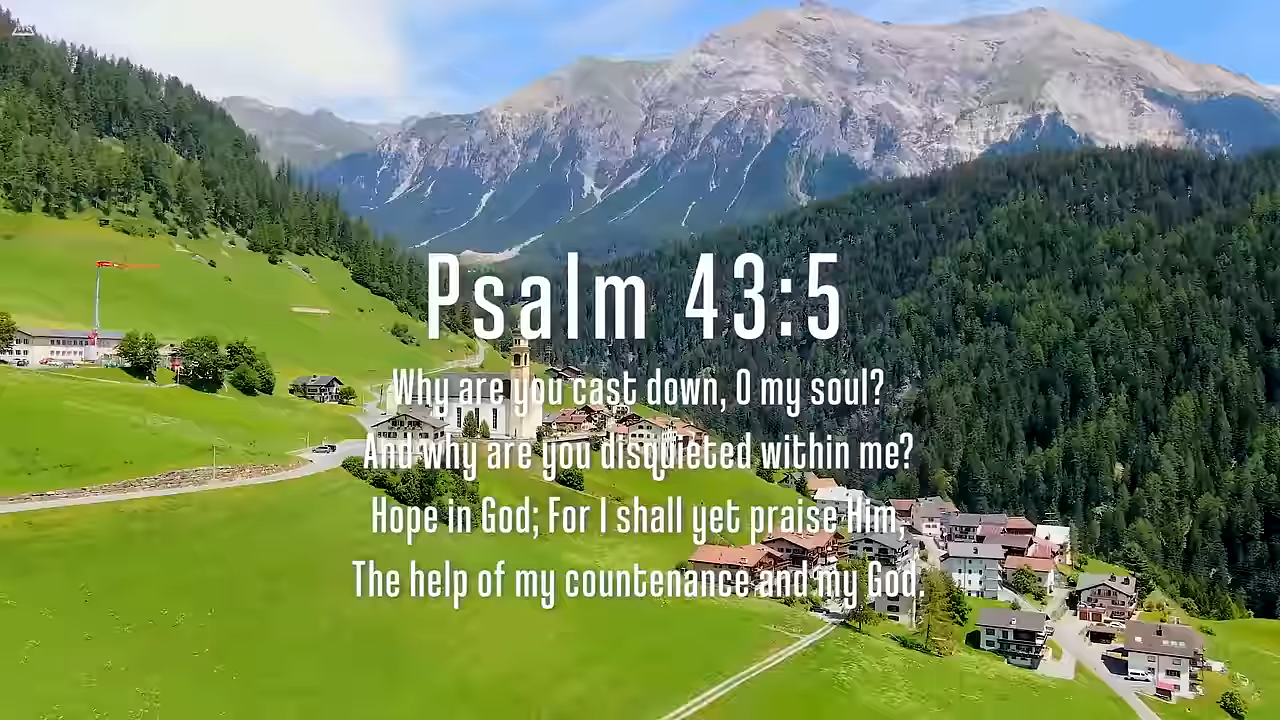 Psalm 43:5
Why are you cast down, O my soul?
And why are you disquieted within me?
Hope in God; For I shall yet praise Him,
The help of my countenance and my God.